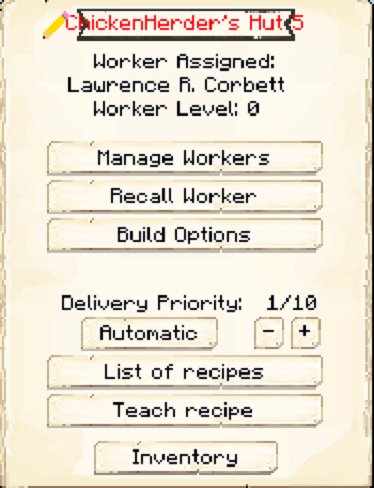 ChickenHerder's Hut 5
Worker Assigned:
Lawrence R. Corbett
Worker Level: 0
Manage Workers
Recall Worker
Build Options
Delivery Priority: 1/10
Automatic - +
List of recipes
Teach recipe
Inventory